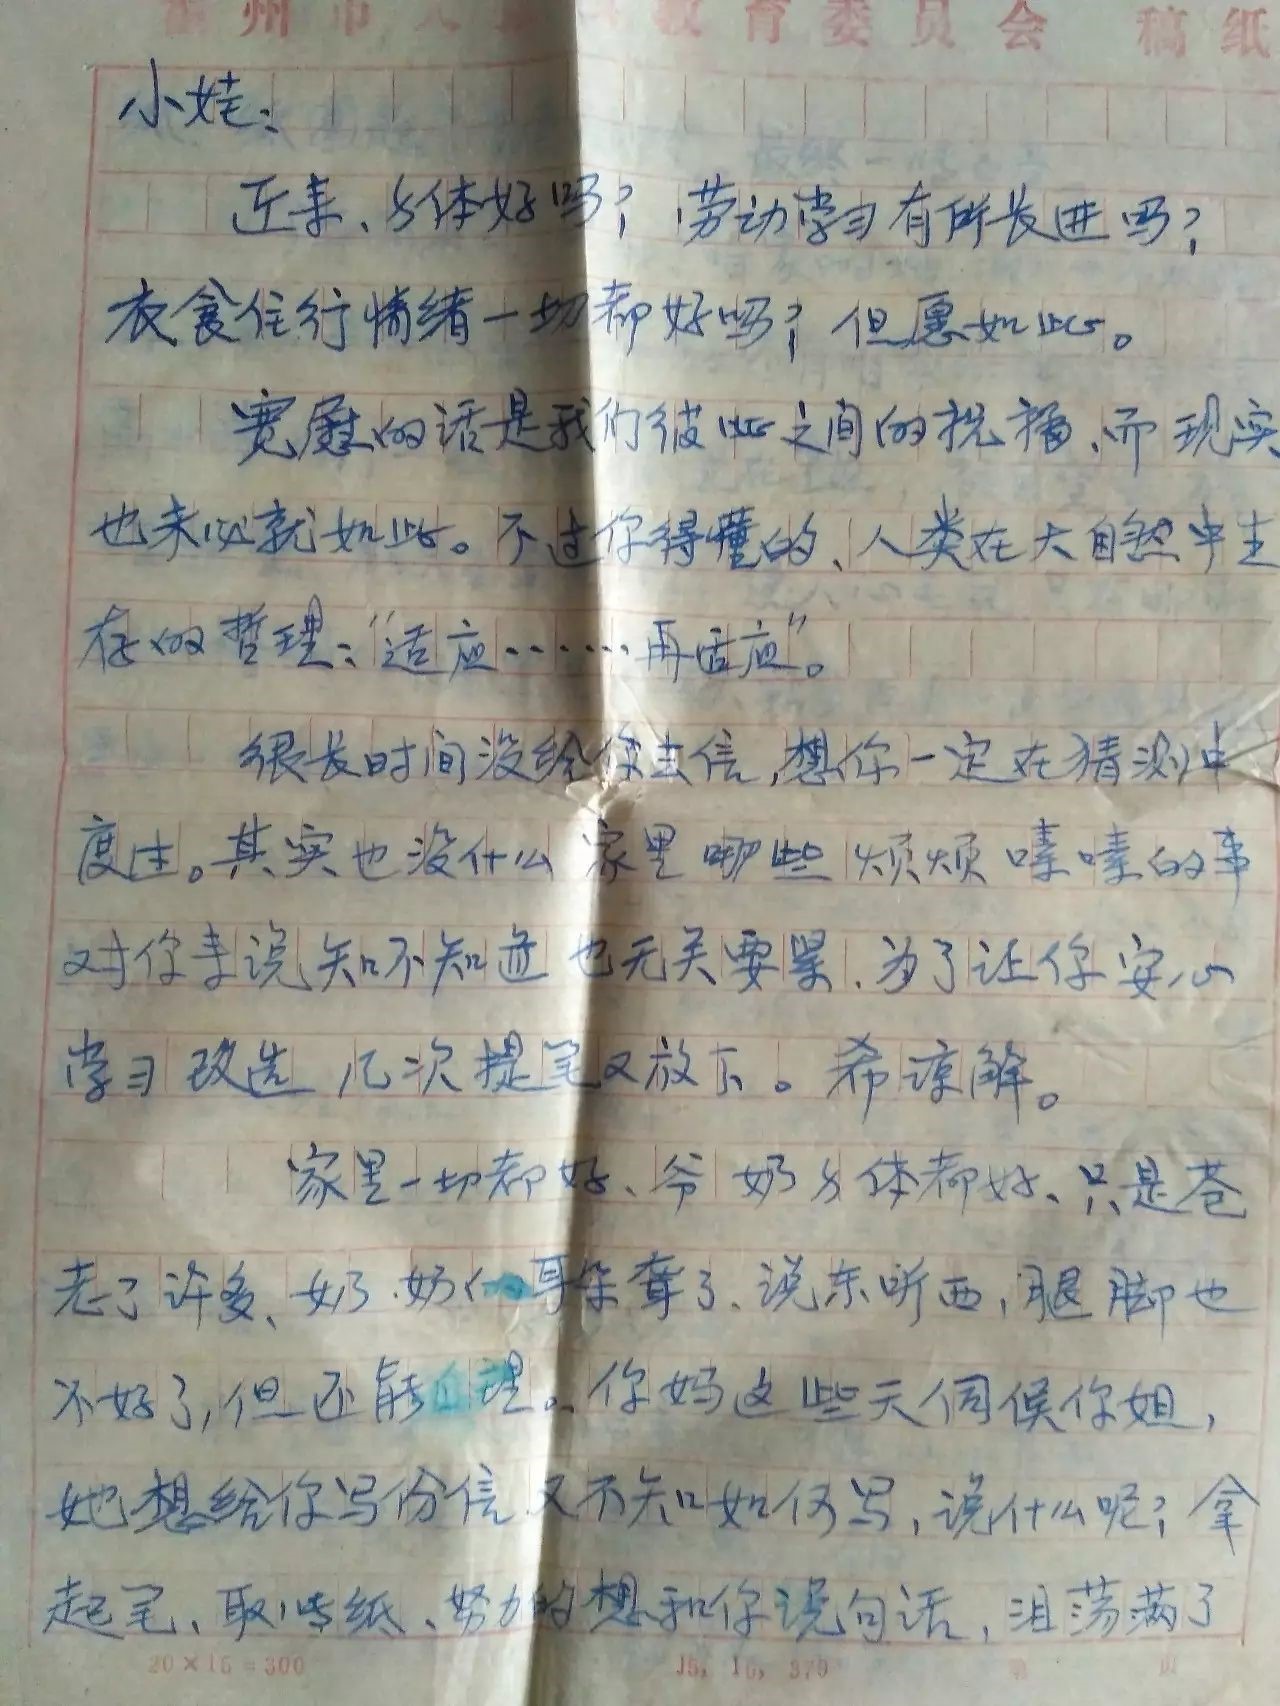 州市人 教育委员会 稿纸
小娃：
近来、身体好吗？劳动学习有所长进吗？
衣食住行情绪一切都好吗？但愿如此。
宽慰的话是我们彼此之间的祝福、而现实
也未必就如此。不过你得懂的、人类在大自然中生
存的哲理：“适应……再适应”。
很长时间没给你去信，想你一定在猜测中
度过。其实也没什么 家里哪些烦烦嗦嗦的事
对你来说知不知道也无关要紧、为了让你安心
学习改造 几次提笔又放下。希谅解。
家里一切都好、爷奶身体都好、只是苍
老了许多、奶奶 耳朵聋了、说东听西，腿脚也
不好了，但还能 理。你妈这些天伺候你姐，
她想给你写份信 又不知如何写，说什么呢？拿
起笔、取 纸、努力的想和你说句话，泪荡满了
20×15=300
15，16，379
第 页